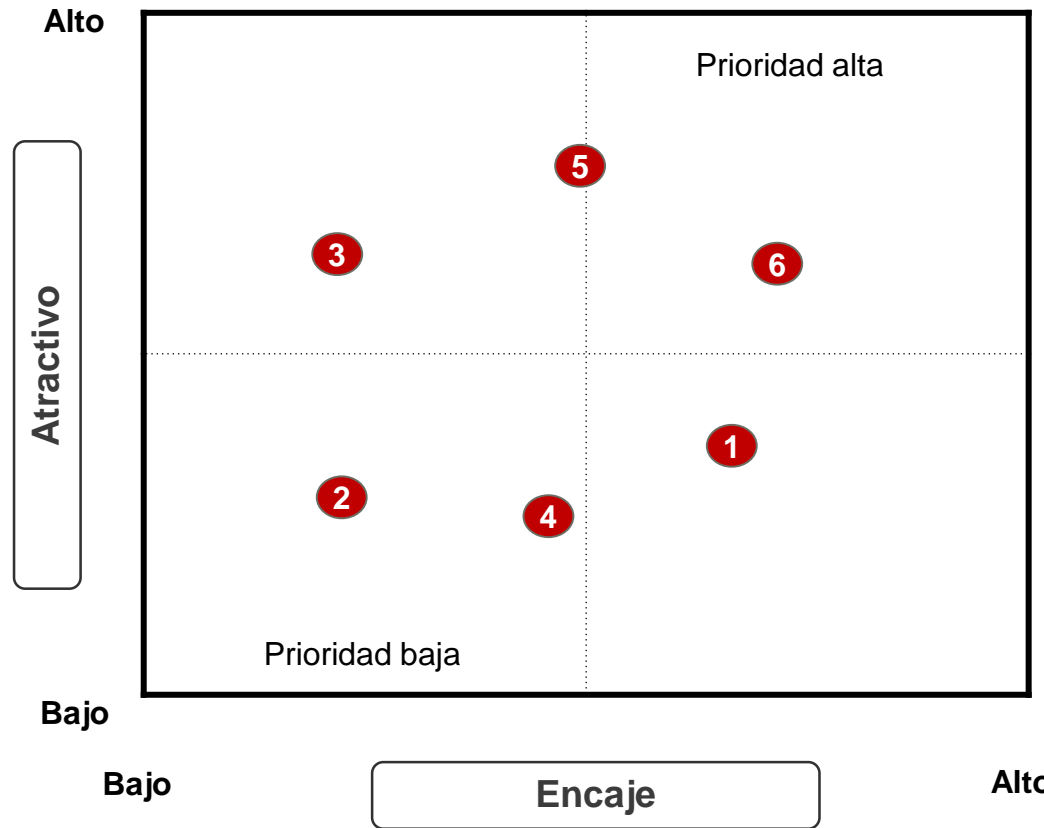 Alto
Prioridad alta
5
3
6
Atractivo
1
2
4
Prioridad baja
Bajo
Bajo
Encaje
Alto